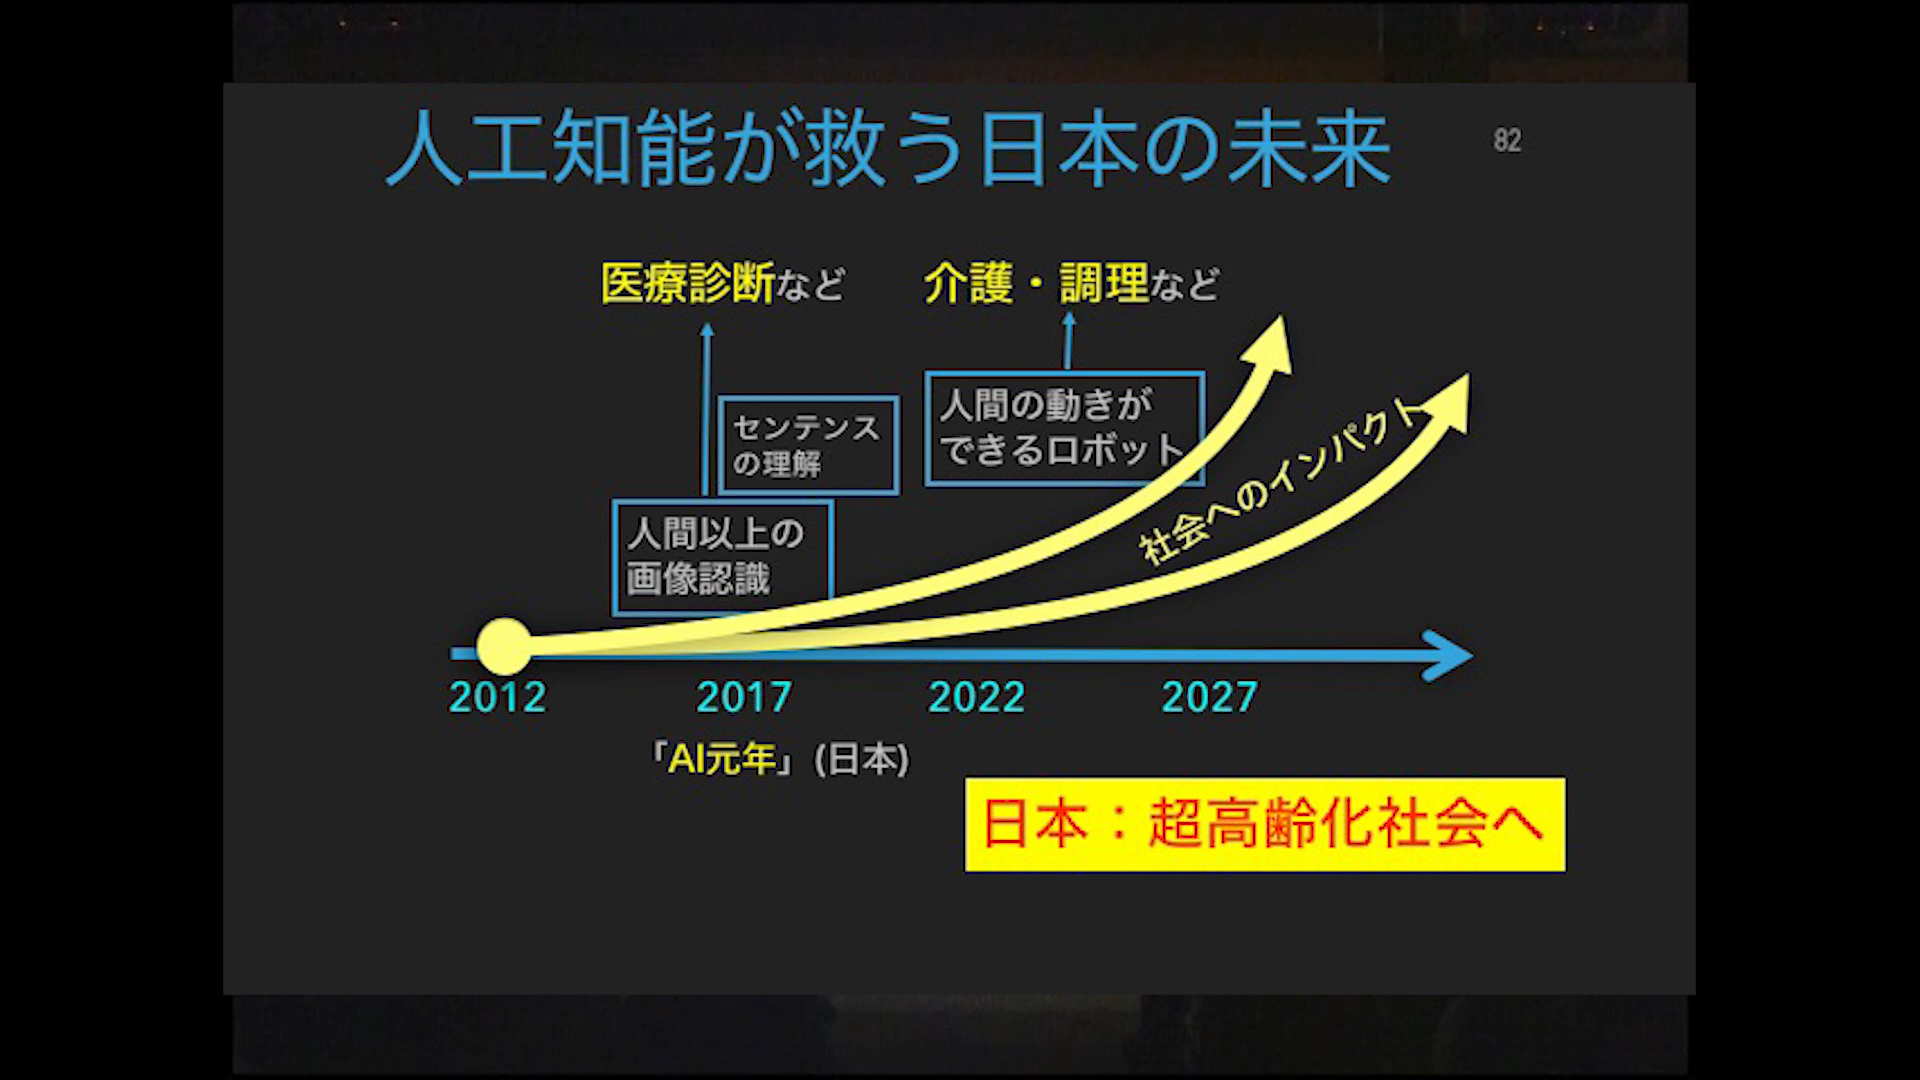 人工知能が救う日本の未来
82
医療診断など
介護・調理など
人間の動きが
できるロボット
センテンス
の理解
人間以上の
画像認識
社会へのインパクト
2012
2017
2022
2027
「AI元年」(日本)
日本：超高齢化社会へ